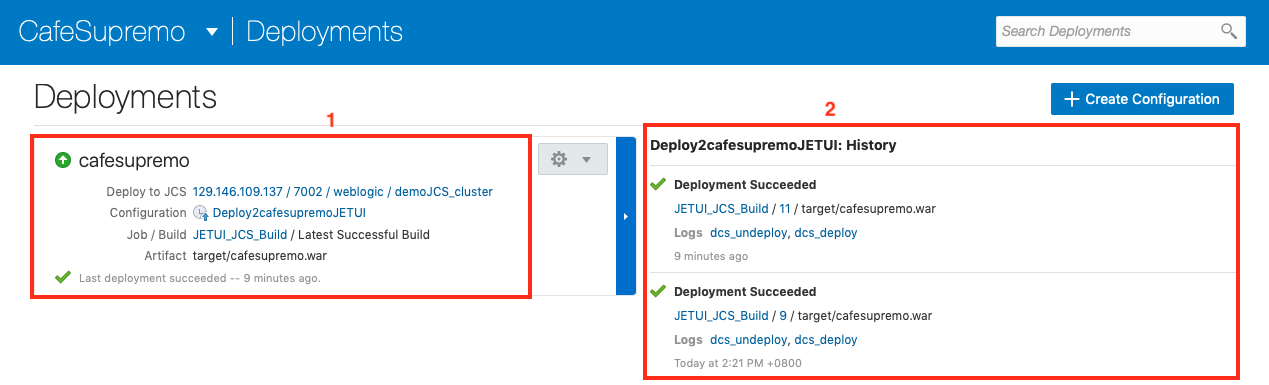 CafeSupremo Deployments
Search Deployments
Deployments
Create Configuration
1
cafesupremo
Deploy to JCS 129.146.109.137 / 7002 / weblogic / demoJCS_cluster
Configuration Deploy2cafesupremoJETUI
Job / Build JETUI_JCS_Build / Latest Successful Build
Artifact target/cafesupremo.war
Last deployment succeeded -- 9 minutes ago.
2
Deploy2cafesupremoJETUI: History
Deployment Succeeded
JETUI_JCS_Build / 11 / target/cafesupremo.war
Logs dcs_undeploy, dcs_deploy
9 minutes ago
Deployment Succeeded
JETUI_JCS_Build / 9 / target/cafesupremo.war
Logs dcs_undeploy, dcs_deploy
Today at 2:21 PM +0800